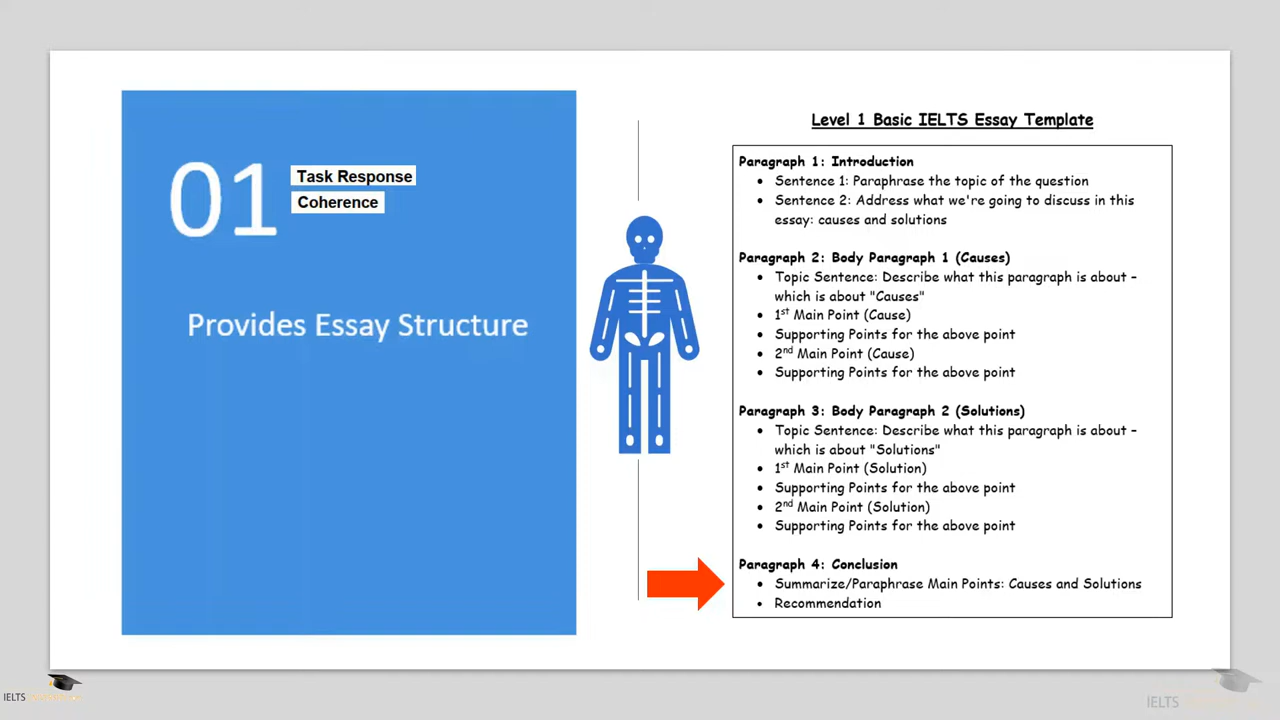 01
Task Response
Coherence
Provides Essay Structure
Level 1 Basic IELTS Essay Template
Paragraph 1: Introduction
• Sentence 1: Paraphrase the topic of the question
• Sentence 2: Address what we're going to discuss in this
essay: causes and solutions
Paragraph 2: Body Paragraph 1 (Causes)
• Topic Sentence: Describe what this paragraph is about –
which is about "Causes"
• 1st Main Point (Cause)
• Supporting Points for the above point
• 2nd Main Point (Cause)
• Supporting Points for the above point
Paragraph 3: Body Paragraph 2 (Solutions)
• Topic Sentence: Describe what this paragraph is about –
which is about "Solutions"
• 1st Main Point (Solution)
• Supporting Points for the above point
• 2nd Main Point (Solution)
• Supporting Points for the above point
Paragraph 4: Conclusion
• Summarize/Paraphrase Main Points: Causes and Solutions
• Recommendation
IELTS
IELTS